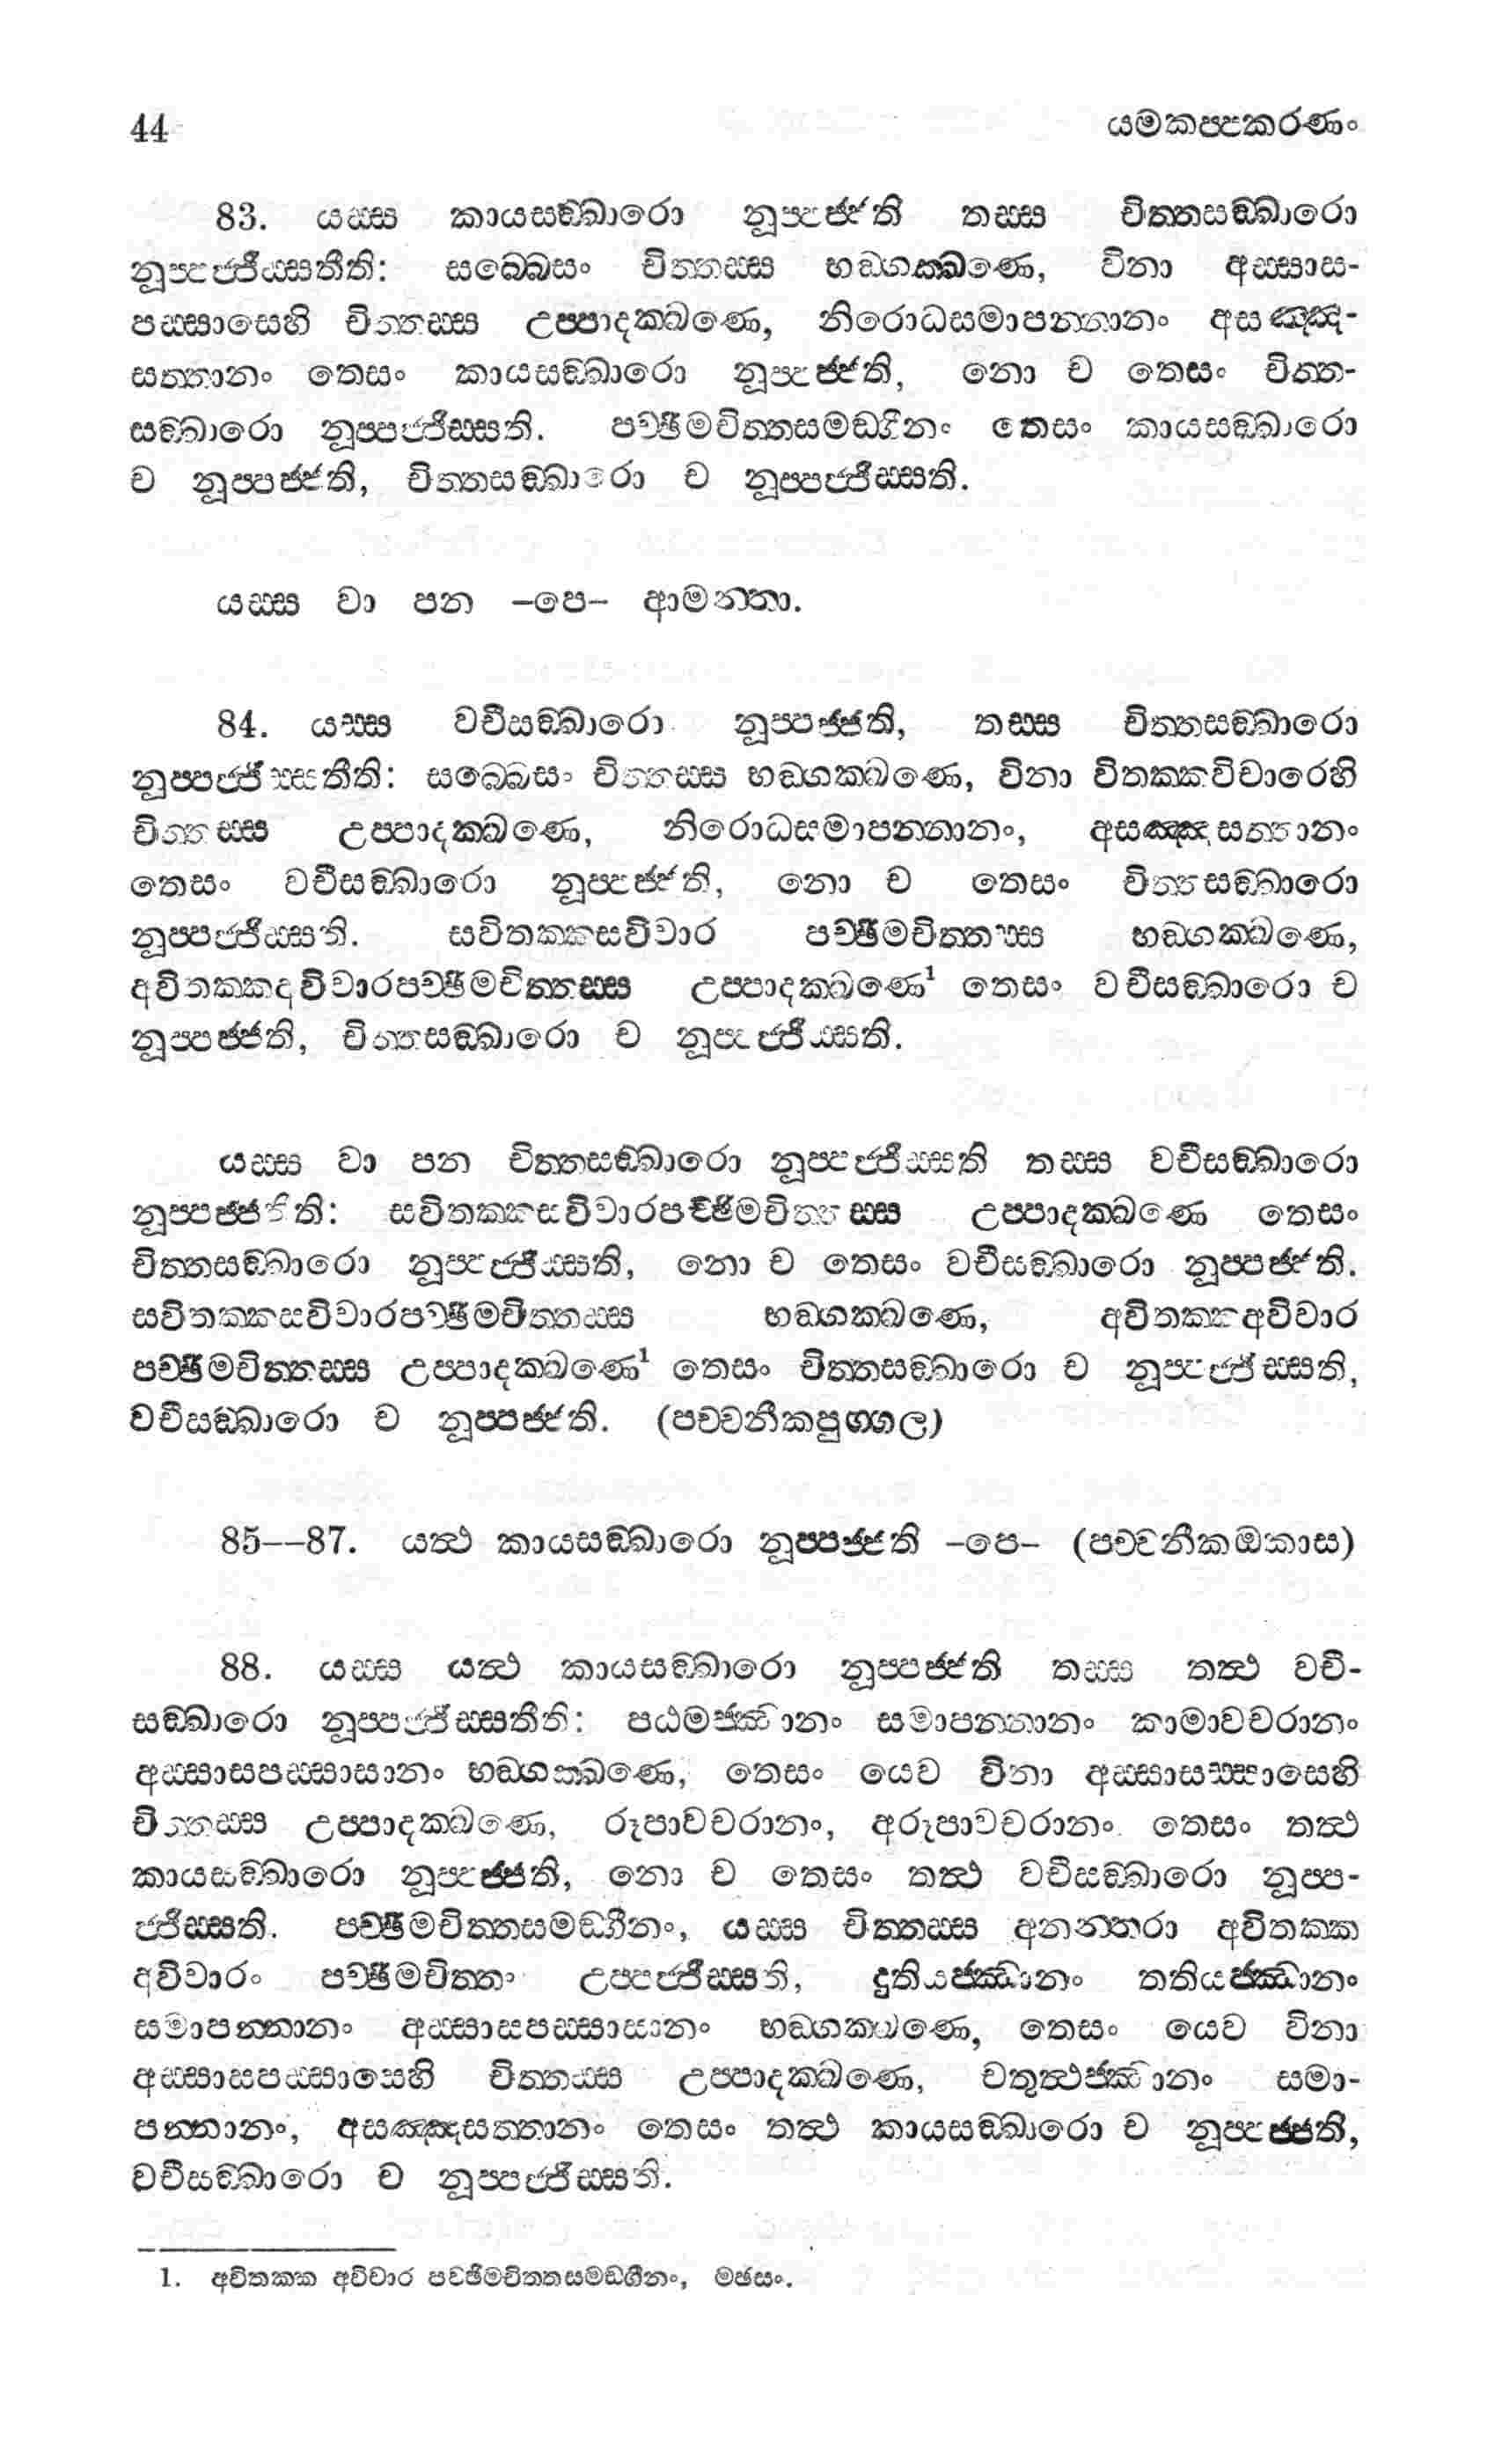 44 යමකප්පකරණං
83. යස්ස කායසඞ්ඛාරො නූප්පජ්ජති තස්ස චිත්තසඞ්ඛාරො
නූප්පජ්ජිස්සතීති: සබ්බෙසං චිත්තස්ස භඞ්ගක්ඛණෙ, විනා අස්සාස-
පස්සාසෙහි චිත්තස්ස උප්පාදක්ඛණෙ, නිරොධසමාපන්නානං අසඤ්ඤ-
සත්තානං තෙසං කායසඞ්ඛාරො නූප්පජ්ජති, නො ච තෙසං චිත්ත-
සඞ්ඛාරො නූප්පජ්ජිස්සති. පච්ඡිමචිත්තසමඞ්ගීනං තෙසං කායසඞ්ඛාරො
ච නූප්පජ්ජති, චිත්තසඞ්ඛාරො ච නූප්පජ්ජිස්සති.
යස්ස වා පන –පෙ– ආමන්තා.
84. යස්ස වචීසඞ්ඛාරො නූප්පජ්ජති, තස්ස චිත්තසඞ්ඛාරො
නූප්පජ්ජිස්සතීති: සබ්බෙසං චිත්තස්ස භඞ්ගක්ඛණෙ, විනා විතක්කවිචාරෙහි
චිත්තස්ස උප්පාදක්ඛණෙ, නිරොධසමාපන්නානං, අසඤ්ඤසත්තානං
තෙසං වචීසඞ්ඛාරො නූප්පජ්ජති, නො ච තෙසං චිත්තසඞ්ඛාරො
නූප්පජ්ජිස්සති. සවිතක්කසවිචාර පච්ඡිමචිත්තස්ස භඞ්ගක්ඛණෙ,
අවිතක්කඅවිචාරපච්ඡිමචිත්තස්ස උප්පාදක්ඛණෙ¹ තෙසං වචීසඞ්ඛාරො ච
නූප්පජ්ජති, චිත්තසඞ්ඛාරො ච නූප්පජ්ජිස්සති.
යස්ස වා පන චිත්තසඞ්ඛාරො නූප්පජ්ජිස්සති තස්ස වචීසඞ්ඛාරො
නූප්පජ්ජතීති: සවිතක්කසවිචාරපච්ඡිමචිත්තස්ස උප්පාදක්ඛණෙ තෙසං
චිත්තසඞ්ඛාරො නූප්පජ්ජිස්සති, නො ච තෙසං වචීසඞ්ඛාරො නූප්පජ්ජති.
සවිතක්කසවිචාරපච්ඡිමචිත්තස්ස භඞ්ගක්ඛණෙ, අවිතක්කඅවිචාර
පච්ඡිමචිත්තස්ස උප්පාදක්ඛණෙ¹ තෙසං චිත්තසඞ්ඛාරො ච නූප්පජ්ජිස්සති,
වචීසඞ්ඛාරො ච නූප්පජ්ජති. (පච්චනීකපුග්ගල)
85––87. යත්ථ කායසඞ්ඛාරො නූප්පජ්ජති –පෙ– (පච්චනීකඔකාස)
88. යස්ස යත්ථ කායසඞ්ඛාරො නූප්පජ්ජති තස්ස තත්ථ වචී-
සඞ්ඛාරො නූප්පජ්ජිස්සතීති: පඨමජ්ඣානං සමාපන්නානං කාමාවචරානං
අස්සාසපස්සාසානං භඞ්ගක්ඛණෙ, තෙසං යෙව විනා අස්සාසස්සාසෙහි
චිත්තස්ස උප්පාදක්ඛණෙ, රූපාවචරානං, අරූපාවචරානං තෙසං තත්ථ
කායසඞ්ඛාරො නූප්පජ්ජති, නො ච තෙසං තත්ථ වචීසඞ්ඛාරො නූප්ප-
ජ්ජිස්සති. පච්ඡිමචිත්තසමඞ්ගීනං, යස්ස චිත්තස්ස අනන්තරා අවිතක්ක
අවිචාරං පච්ඡිමචිත්තං උප්පජ්ජිස්සති, දුතියජ්ඣානං තතියජ්ඣානං
සමාපන්නානං අස්සාසපස්සාසානං භඞ්ගක්ඛණෙ, තෙසං යෙව විනා
අස්සාසපස්සාසෙහි චිත්තස්ස උප්පාදක්ඛණෙ, චතුත්ථජ්ඣානං සමා-
පන්නානං, අසඤ්ඤසත්තානං තෙසං තත්ථ කායසඞ්ඛාරො ච නූප්පජ්ජති,
වචීසඞ්ඛාරො ච නූප්පජ්ජිස්සති.
1. අවිතක්ක අවිචාර පච්ඡිමචිත්තසමඞ්ගීනං, මජසං.